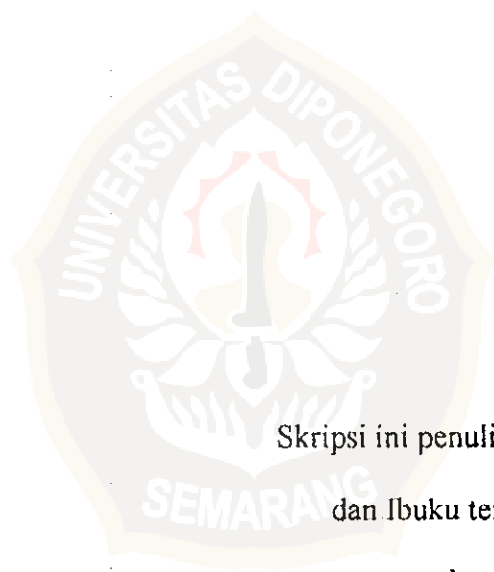 UNIVERSITAS DIPONEGORO
SEMARANG
Skripsi ini penuli
dan Ibuku te